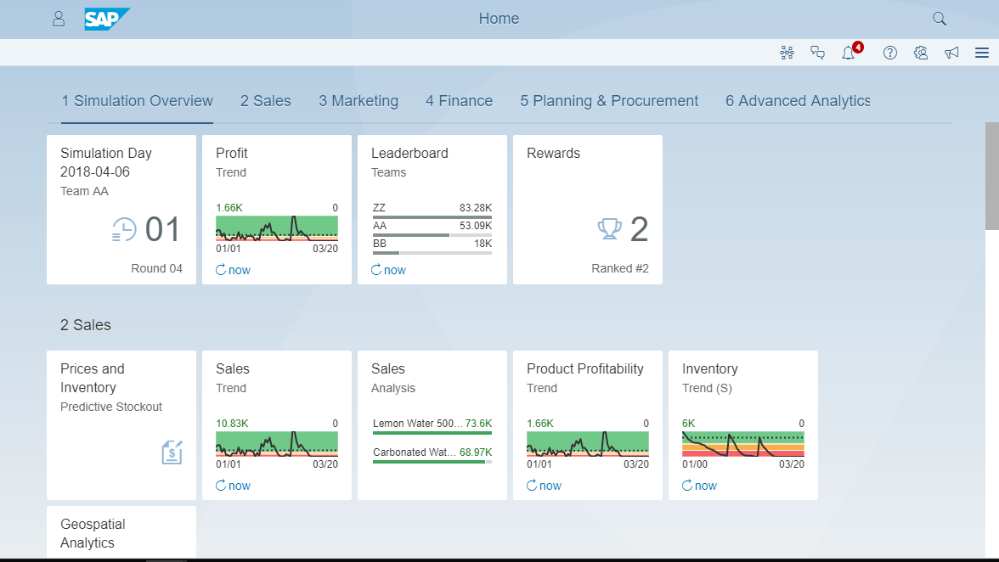 SAP
Home
4
1 Simulation Overview
2 Sales
3 Marketing
4 Finance
5 Planning & Procurement
6 Advanced Analytics
Simulation Day
2018-04-06
Team AA
01
Round 04
Profit
Trend
1.66K 0
01/01 03/20
now
Leaderboard
Teams
ZZ 83.28K
AA 53.09K
BB 18K
now
Rewards
2
Ranked #2
2 Sales
Prices and
Inventory
Predictive Stockout
$
Sales
Trend
10.83K 0
01/01 03/20
now
Sales
Analysis
Lemon Water 500... 73.6K
Carbonated Wat... 68.97K
Product Profitability
Trend
1.66K 0
01/01 03/20
now
Inventory
Trend (S)
6K 0
01/00 03/20
now
Geospatial
Analytics